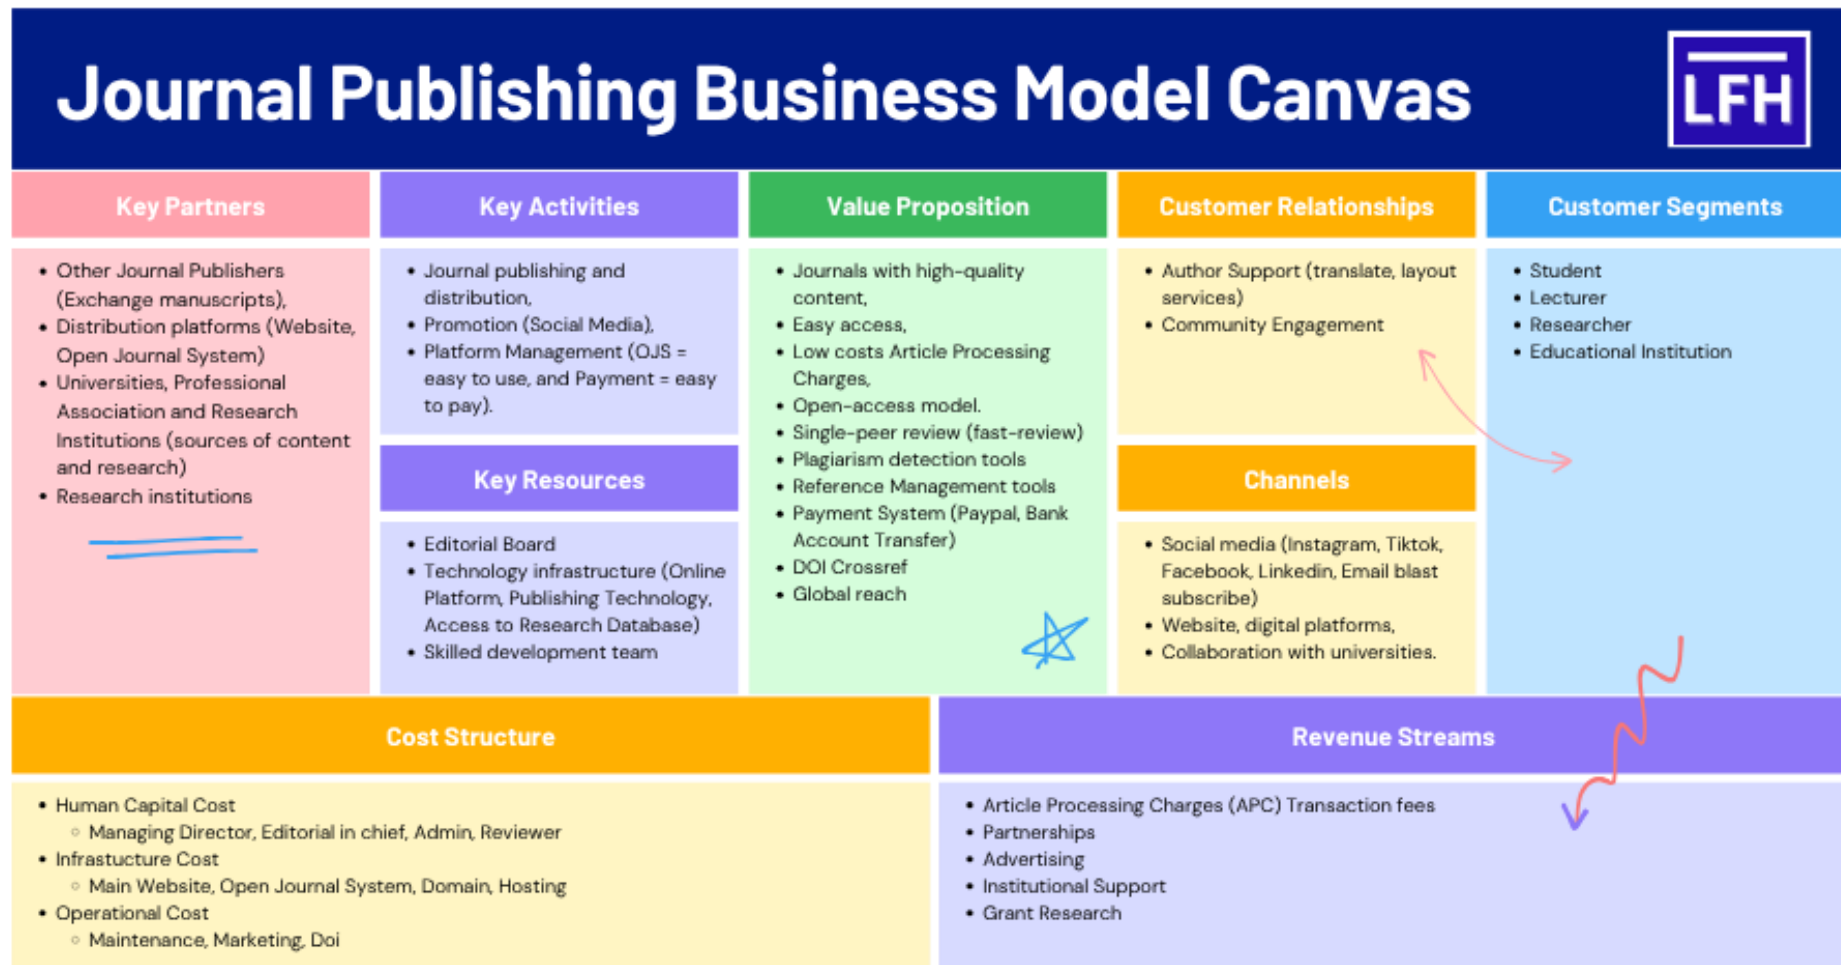 Journal Publishing Business Model Canvas
LFH
Key Partners
• Other Journal Publishers
(Exchange manuscripts),
• Distribution platforms (Website,
Open Journal System)
• Universities, Professional
Association and Research
Institutions (sources of content
and research)
• Research institutions
Key Activities
• Journal publishing and
distribution,
• Promotion (Social Media),
• Platform Management (OJS =
easy to use, and Payment = easy
to pay).
Key Resources
• Editorial Board
• Technology infrastructure (Online
Platform, Publishing Technology,
Access to Research Database)
• Skilled development team
Value Proposition
• Journals with high-quality
content,
• Easy access,
• Low costs Article Processing
Charges,
• Open-access model.
• Single-peer review (fast-review)
• Plagiarism detection tools
• Reference Management tools
• Payment System (Paypal, Bank
Account Transfer)
• DOI Crossref
• Global reach
Customer Relationships
• Author Support (translate, layout
services)
• Community Engagement
Channels
• Social media (Instagram, Tiktok,
Facebook, Linkedin, Email blast
subscribe)
• Website, digital platforms,
• Collaboration with universities.
Customer Segments
• Student
• Lecturer
• Researcher
• Educational Institution
Cost Structure
• Human Capital Cost
◦ Managing Director, Editorial in chief, Admin, Reviewer
• Infrastucture Cost
◦ Main Website, Open Journal System, Domain, Hosting
• Operational Cost
◦ Maintenance, Marketing, Doi
Revenue Streams
• Article Processing Charges (APC) Transaction fees
• Partnerships
• Advertising
• Institutional Support
• Grant Research